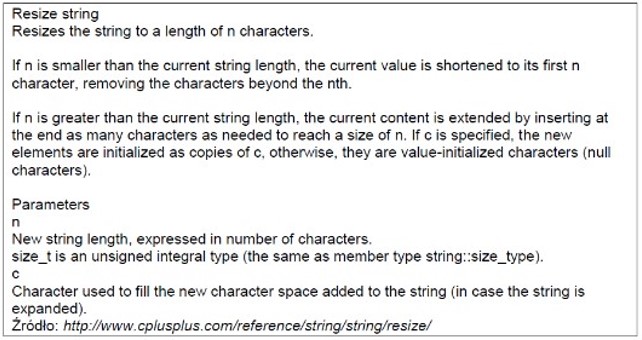 Resize string
Resizes the string to a length of n characters.
If n is smaller than the current string length, the current value is shortened to its first n
character, removing the characters beyond the nth.
If n is greater than the current string length, the current content is extended by inserting at
the end as many characters as needed to reach a size of n. If c is specified, the new
elements are initialized as copies of c, otherwise, they are value-initialized characters (null
characters).
Parameters
n
New string length, expressed in number of characters.
size_t is an unsigned integral type (the same as member type string::size_type).
c
Character used to fill the new character space added to the string (in case the string is
expanded).
Źródło: http://www.cplusplus.com/reference/string/string/resize/